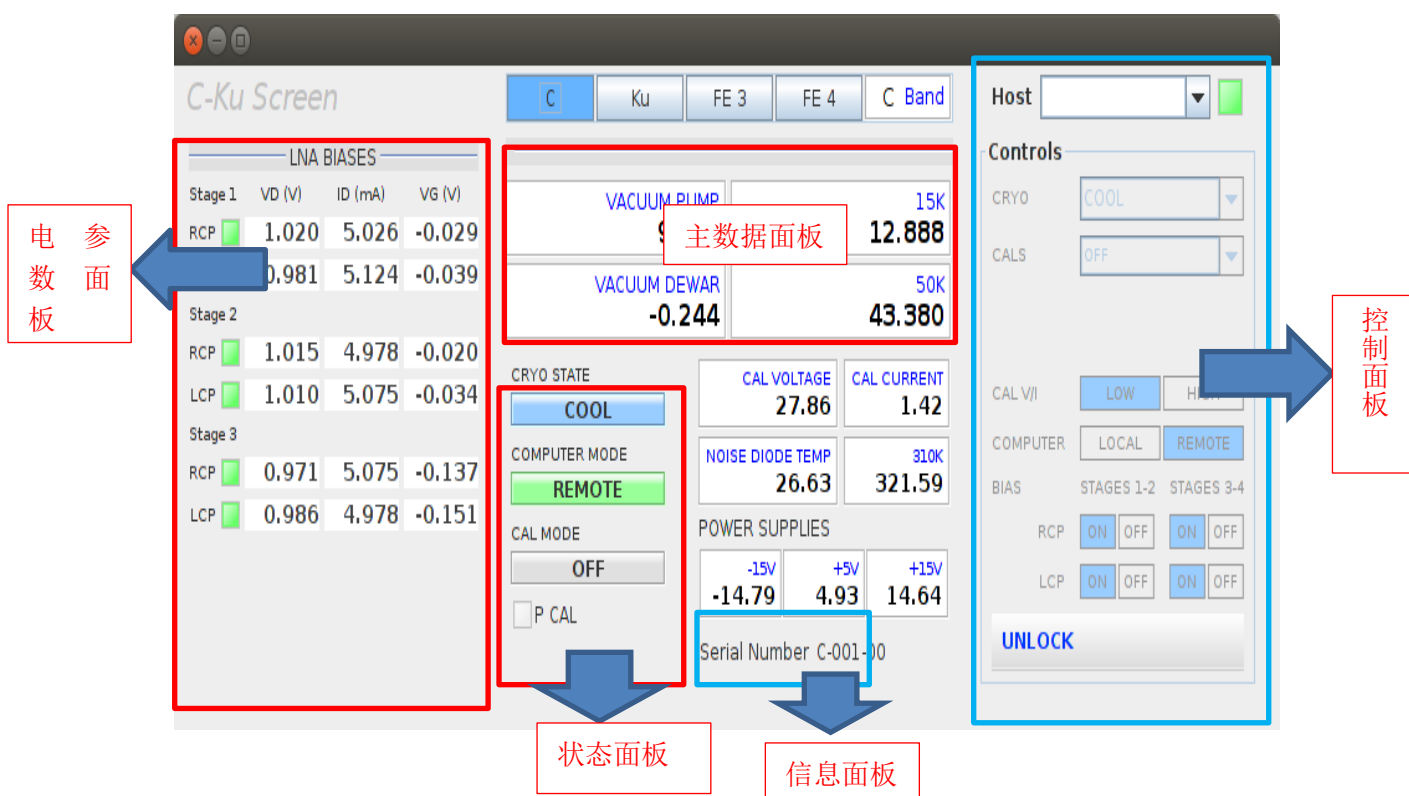 C-Ku Screen
C Ku FE 3 FE 4 C Band
Host
LNA BIASES
Stage 1 VD (V) ID (mA) VG (V)
RCP 1.020 5.026 -0.029
0.981 5.124 -0.039
Stage 2
RCP 1.015 4.978 -0.020
LCP 1.010 5.075 -0.034
Stage 3
RCP 0.971 5.075 -0.137
LCP 0.986 4.978 -0.151
电参
数面
板
VACUUM PUMP
15K
12.888
主数据面板
VACUUM DEWAR
-0.244
50K
43.380
CRYO STATE
COOL
COMPUTER MODE
REMOTE
CAL MODE
OFF
P CAL
CAL VOLTAGE
27.86
CAL CURRENT
1.42
NOISE DIODE TEMP
26.63
310K
321.59
POWER SUPPLIES
-15V +5V +15V
-14.79 4.93 14.64
Serial Number C-001-00
Controls
CRYO COOL
CALS OFF
CAL V/I LOW
COMPUTER LOCAL REMOTE
BIAS STAGES 1-2 STAGES 3-4
RCP ON OFF ON OFF
LCP ON OFF ON OFF
UNLOCK
控
制
面
板
状态面板
信息面板